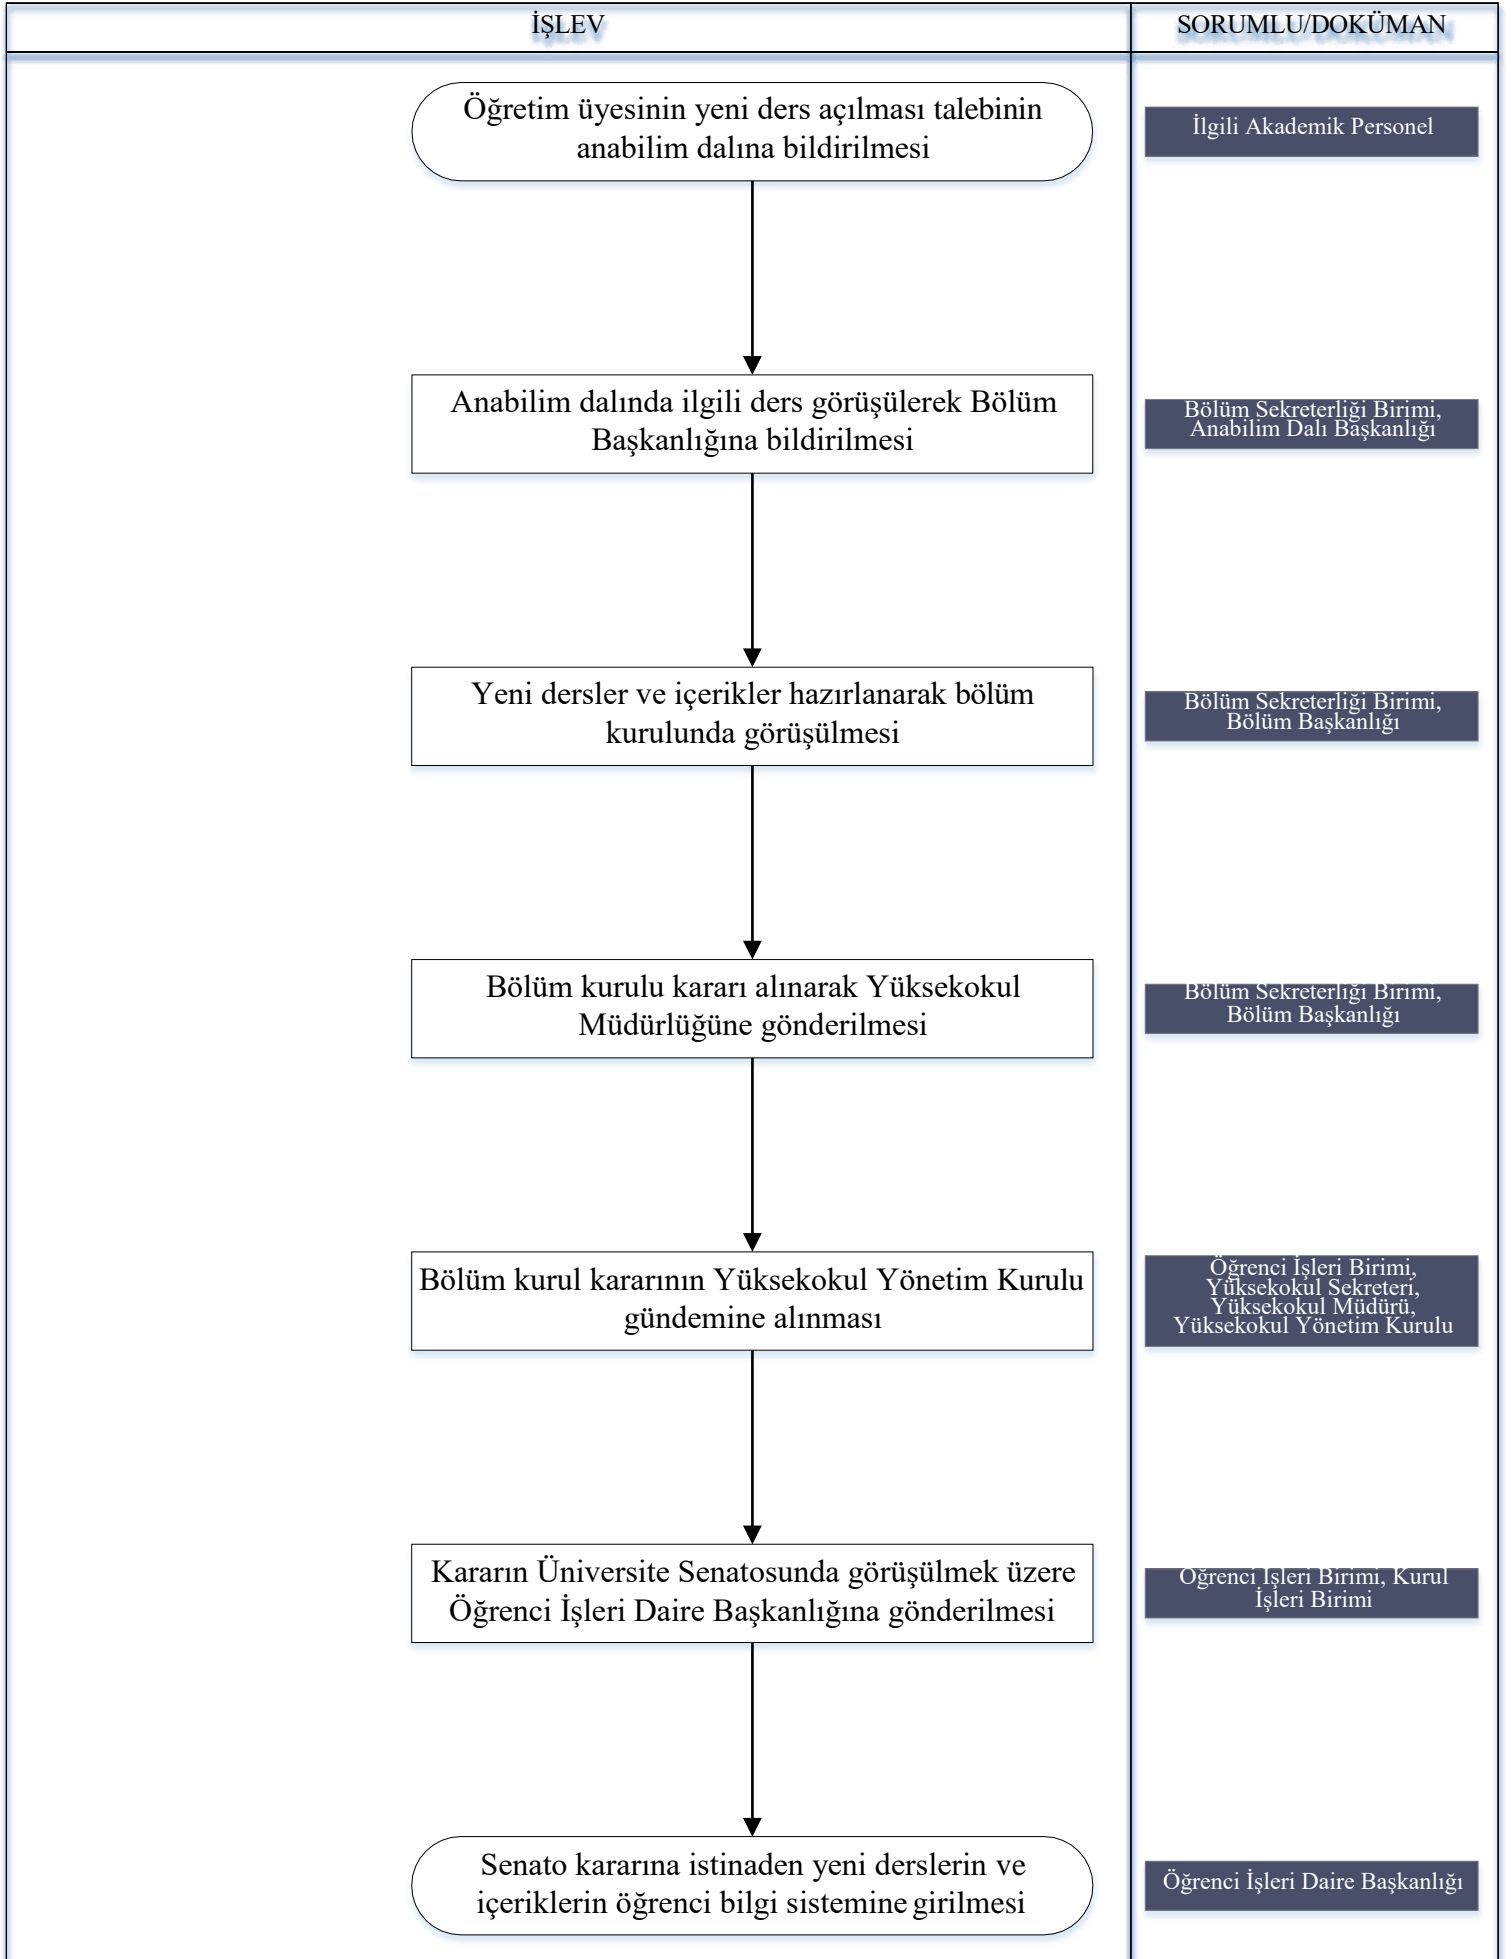 İŞLEV
SORUMLU/DOKÜMAN
Öğretim üyesinin yeni ders açılması talebinin
anabilim dalına bildirilmesi
İlgili Akademik Personel
Anabilim dalında ilgili ders görüşülerek Bölüm
Başkanlığına bildirilmesi
Bölüm Sekreterliği Birimi,
Anabilim Dalı Başkanlığı
Yeni dersler ve içerikler hazırlanarak bölüm
kurulunda görüşülmesi
Bölüm Sekreterliği Birimi,
Bölüm Başkanlığı
Bölüm kurulu kararı alınarak Yüksekokul
Müdürlüğüne gönderilmesi
Bölüm Sekreterliği Birimi,
Bölüm Başkanlığı
Bölüm kurul kararının Yüksekokul Yönetim Kurulu
gündemine alınması
Öğrenci İşleri Birimi,
Yüksekokul Sekreteri,
Yüksekokul Müdürü,
Yüksekokul Yönetim Kurulu
Kararın Üniversite Senatosunda görüşülmek üzere
Öğrenci İşleri Daire Başkanlığına gönderilmesi
Öğrenci İşleri Birimi, Kurul
İşleri Birimi
Senato kararına istinaden yeni derslerin ve
içeriklerin öğrenci bilgi sistemine girilmesi
Öğrenci İşleri Daire Başkanlığı